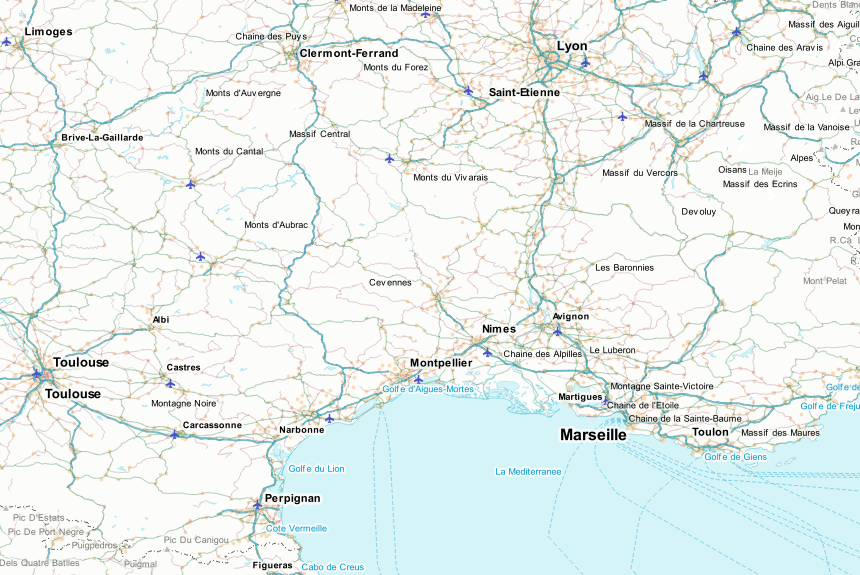 Monts de la Madeleine
Dents Blan
Limoges
Massif des Aiguil
Chaine des Puys
Lyon
Chaine des Aravis
Clermont-Ferrand
Alpi Gra
Monts du Forez
Monts d'Auvergne
Saint-Etienne
Aig.Le De La
Le
Massif de la Chartreuse
Massif de la Vanoise
Brive-La-Gaillarde
Massif Central
Monts du Cantal
Alpes
Monts du Vivarais
Massif du Vercors
Oisans
La Meije
Massif des Ecrins
Devoluy
Queyra
Monts d'Aubrac
Mon
R.Ca L
R.
Les Baronnies
Cevennes
Mont Pelat
Albi
Avignon
Nimes
Le Luberon
Chaine des Alpilles
Toulouse
Montpellier
Castres
Golfe d'Aigues-Mortes
Montagne Sainte-Victoire
Golfe de
Toulouse
Martigues
Montagne Noire
Chaine de l'Etoile
Golfe de Freju
Chaine de la Sainte-Baume
Carcassonne
Narbonne
Marseille
Toulon
Massif des Maures
Golfe de Giens
Golfe du Lion
La Mediterranee
Perpignan
Pic D'Estats
Cote Vermeille
Pic De Port Negre
Pic Du Canigou
Puigpedros
Dels Quatre Batlles
Puigmal
Figueras
Cabo de Creus